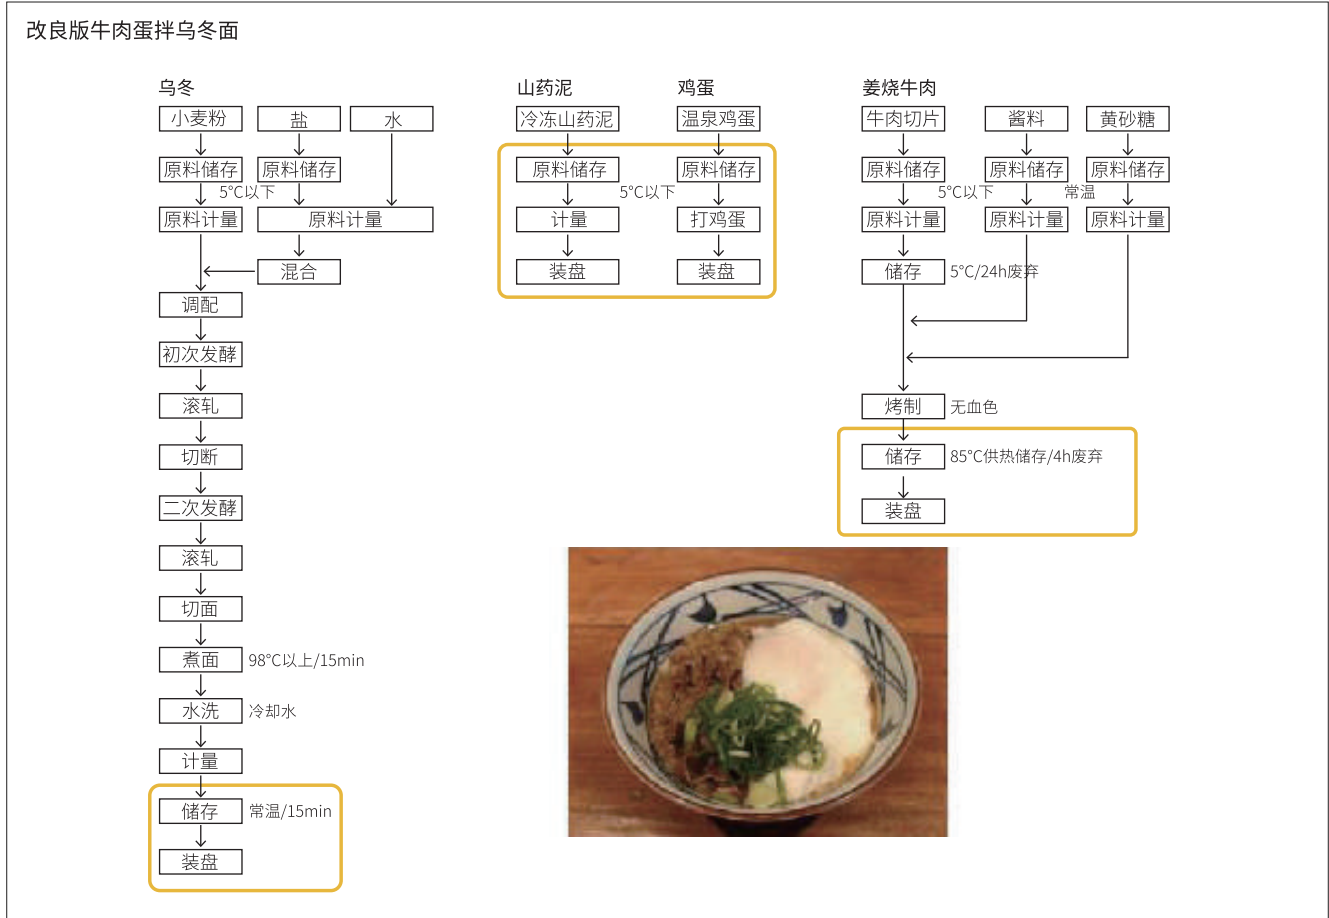 改良版牛肉蛋拌乌冬面
乌冬
小麦粉
盐
水
原料储存
原料储存
5°C以下
原料计量
原料计量
混合
调配
初次发酵
滚轧
切断
二次发酵
滚轧
切面
煮面
98°C以上/15min
水洗
冷却水
计量
储存
常温/15min
装盘
山药泥
鸡蛋
冷冻山药泥
温泉鸡蛋
原料储存
原料储存
5°C以下
计量
打鸡蛋
装盘
装盘
姜烧牛肉
牛肉切片
酱料
黄砂糖
原料储存
原料储存
原料储存
5°C以下
常温
原料计量
原料计量
原料计量
储存
5°C/24h废弃
烤制
无血色
储存
85°C供热储存/4h废弃
装盘